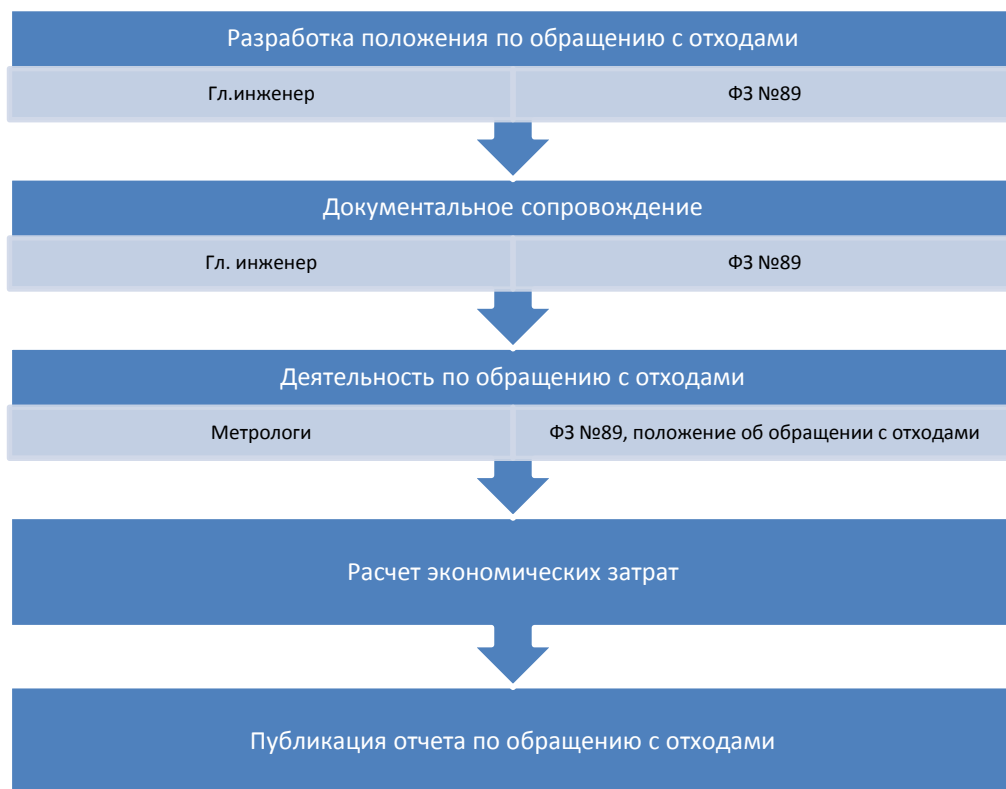 Разработка положения по обращению с отходами
Гл.инженер
ФЗ №89
Документальное сопровождение
Гл. инженер
ФЗ №89
Деятельность по обращению с отходами
Метрологи
ФЗ №89, положение об обращении с отходами
Расчет экономических затрат
Публикация отчета по обращению с отходами